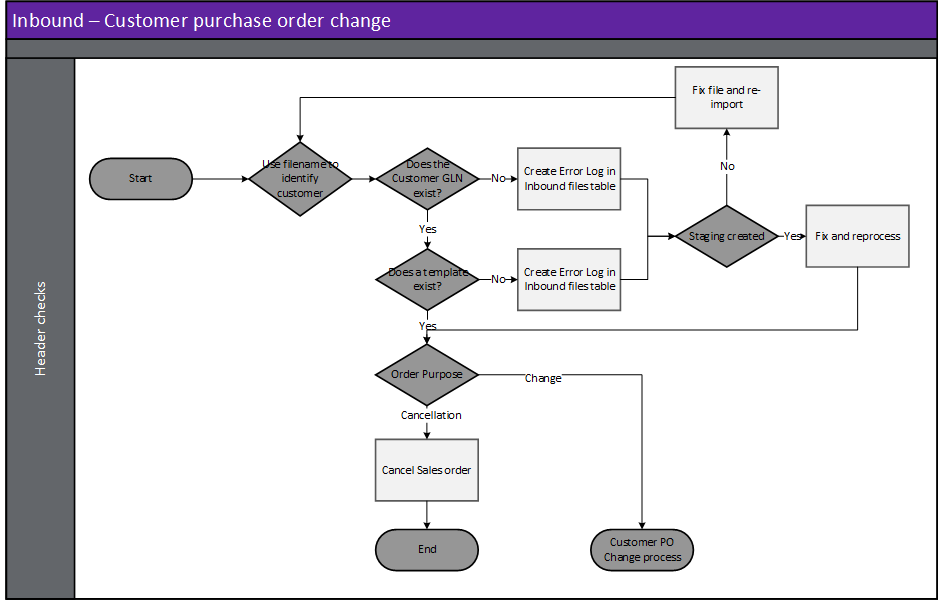 Inbound – Customer purchase order change
Header checks
Fix file and re-
import
Start
Use filename to
identify
customer
Does the
Customer GLN
exist?
No
Create Error Log in
Inbound files table
No
Staging created
Yes
Fix and reprocess
Yes
Does a template
exist?
No
Create Error Log in
Inbound files table
Yes
Order Purpose
Change
Cancellation
Cancel Sales order
End
Customer PO
Change process